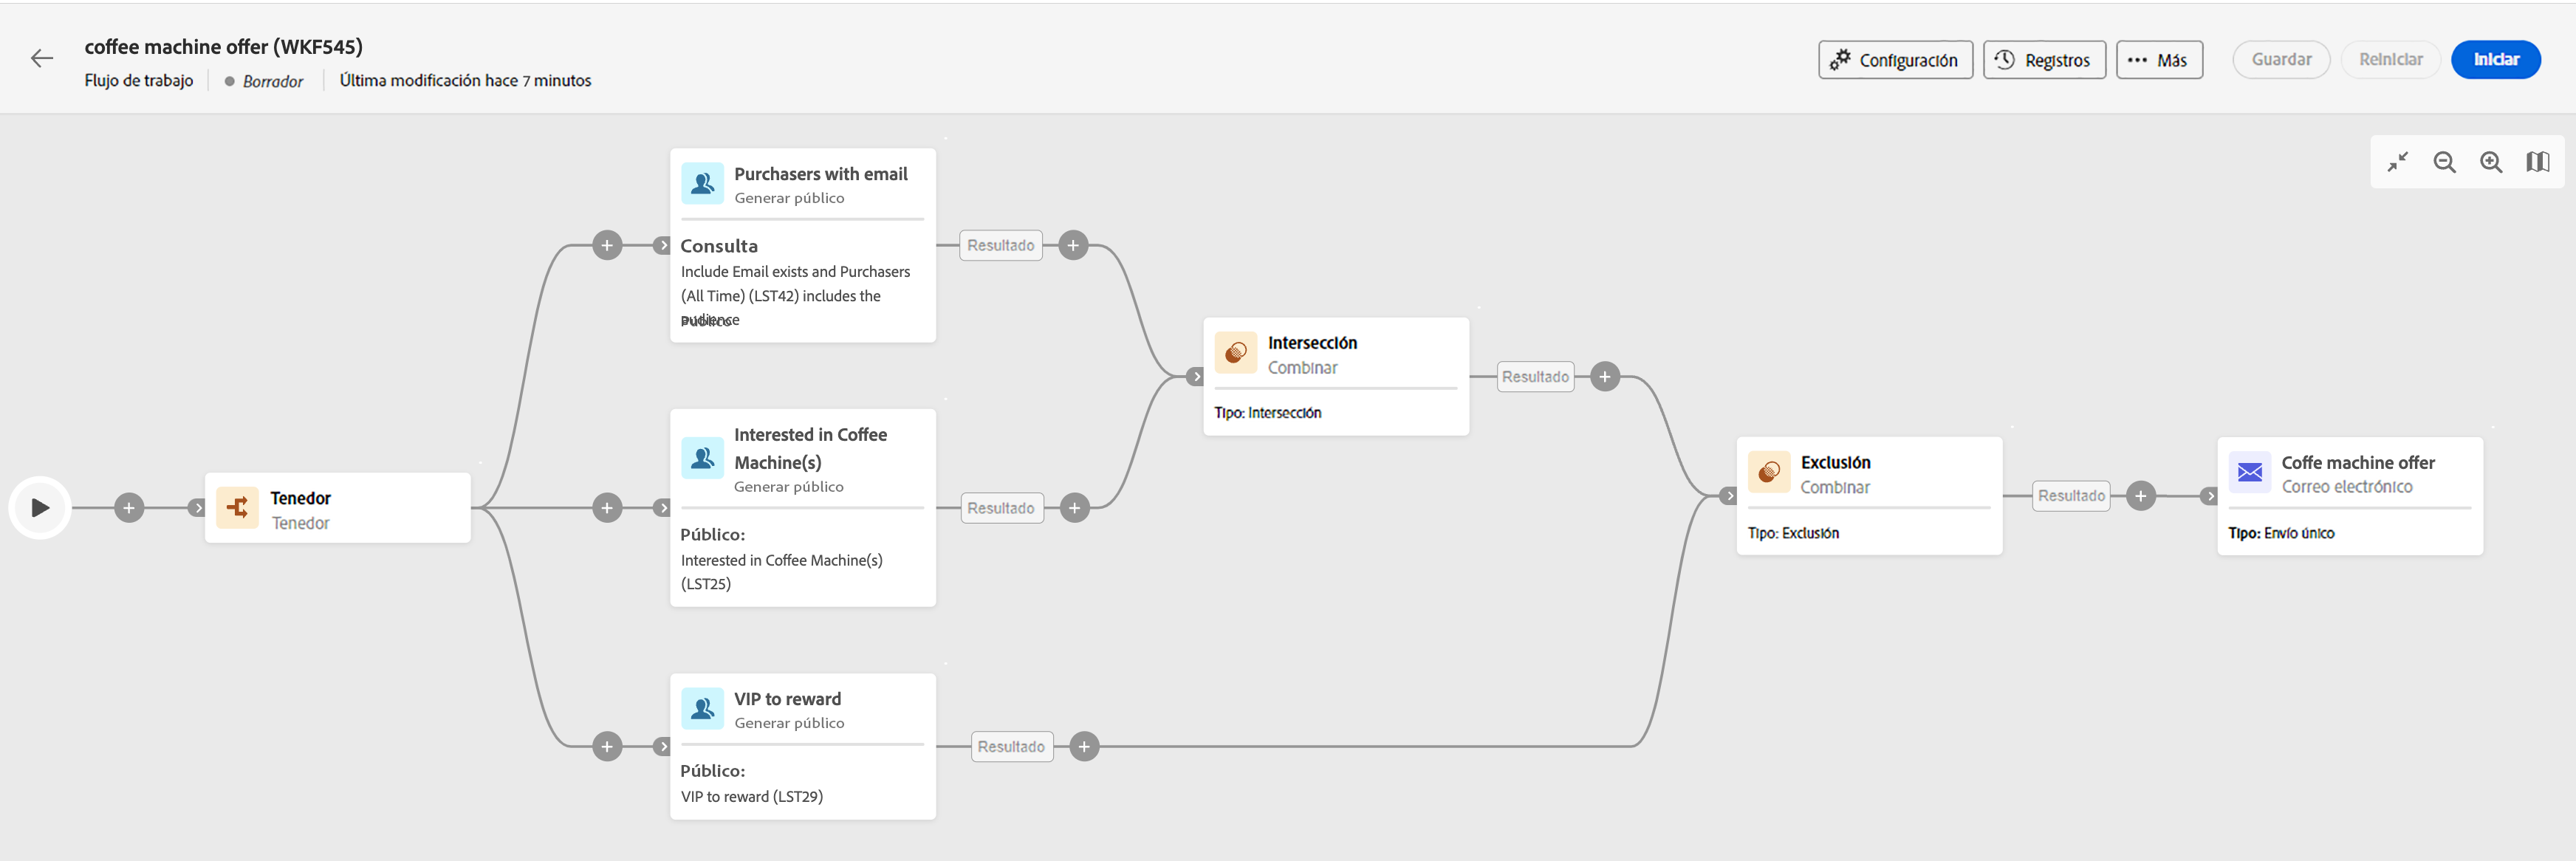 coffee machine offer (WKF545)
Flujo de trabajo
Borrador
Última modificación hace 7 minutos
Configuración
Registros
Más
Guardar
Reiniciar
Iniciar
Tenedor
Tenedor
Purchasers with email
Generar público
Consulta
Include Email exists and Purchasers
(All Time) (LST42) includes the
audience
Público
Resultado
Interested in Coffee
Machine(s)
Generar público
Público:
Interested in Coffee Machine(s)
(LST25)
Resultado
VIP to reward
Generar público
Público:
VIP to reward (LST29)
Resultado
Intersección
Combinar
Tipo: Intersección
Resultado
Exclusión
Combinar
Tipo: Exclusión
Resultado
Coffe machine offer
Correo electrónico
Tipo: Envío único